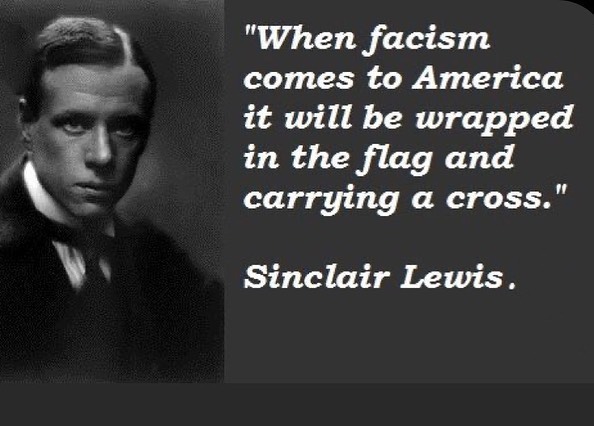 "When facism
comes to America
it will be wrapped
in the flag and
carrying a cross."
Sinclair Lewis.